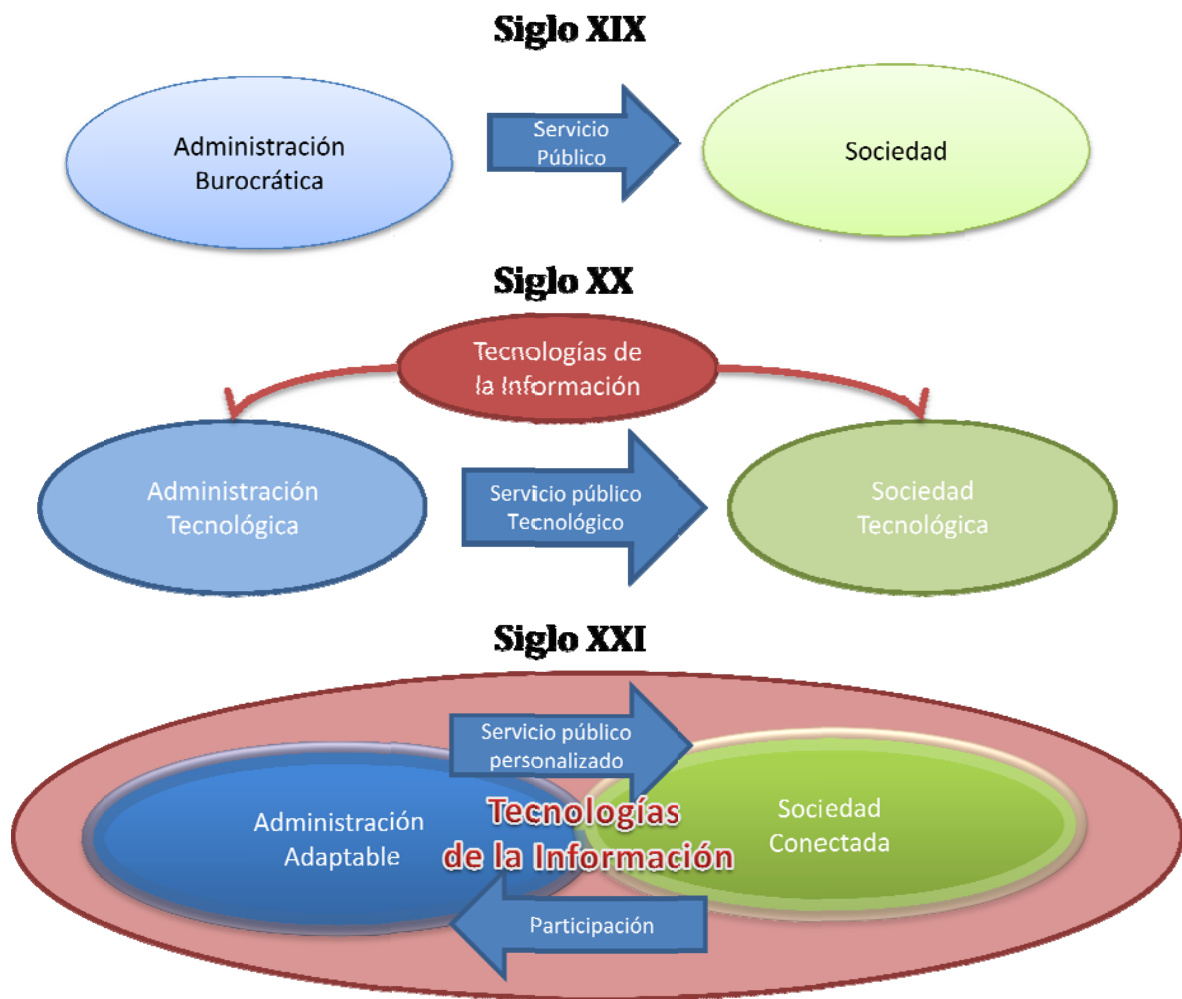 Siglo XIX
Administración
Burocrática
Servicio
Público
Sociedad
Siglo XX
Tecnologías de
la Información
Administración
Tecnológica
Servicio público
Tecnológico
Sociedad
Tecnológica
Siglo XXI
Servicio público
personalizado
Administración
Adaptable
Tecnologías
de la Información
Sociedad
Conectada
Participación